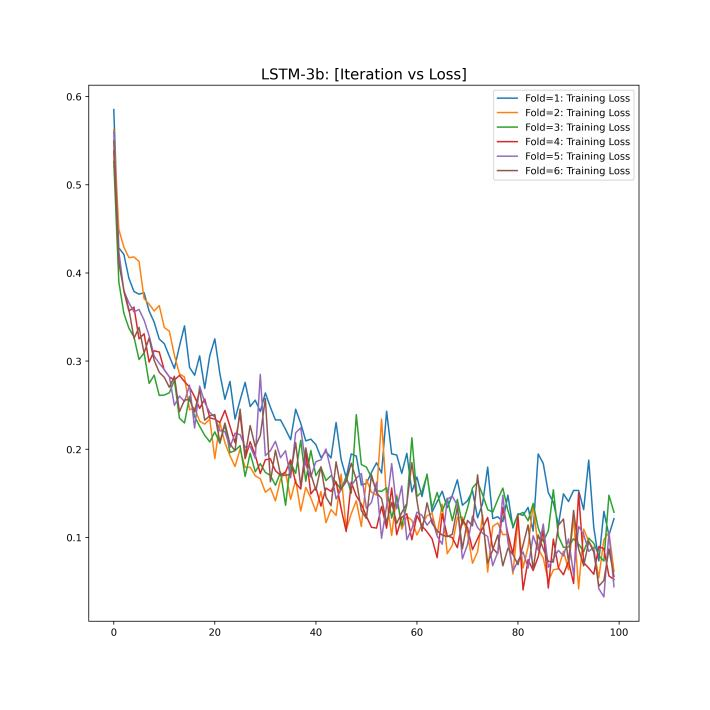 LSTM-3b: [Iteration vs Loss]
Fold=1: Training Loss
Fold=2: Training Loss
Fold=3: Training Loss
Fold=4: Training Loss
Fold=5: Training Loss
Fold=6: Training Loss
0.6
0.5
0.4
0.3
0.2
0.1
0 20 40 60 80 100